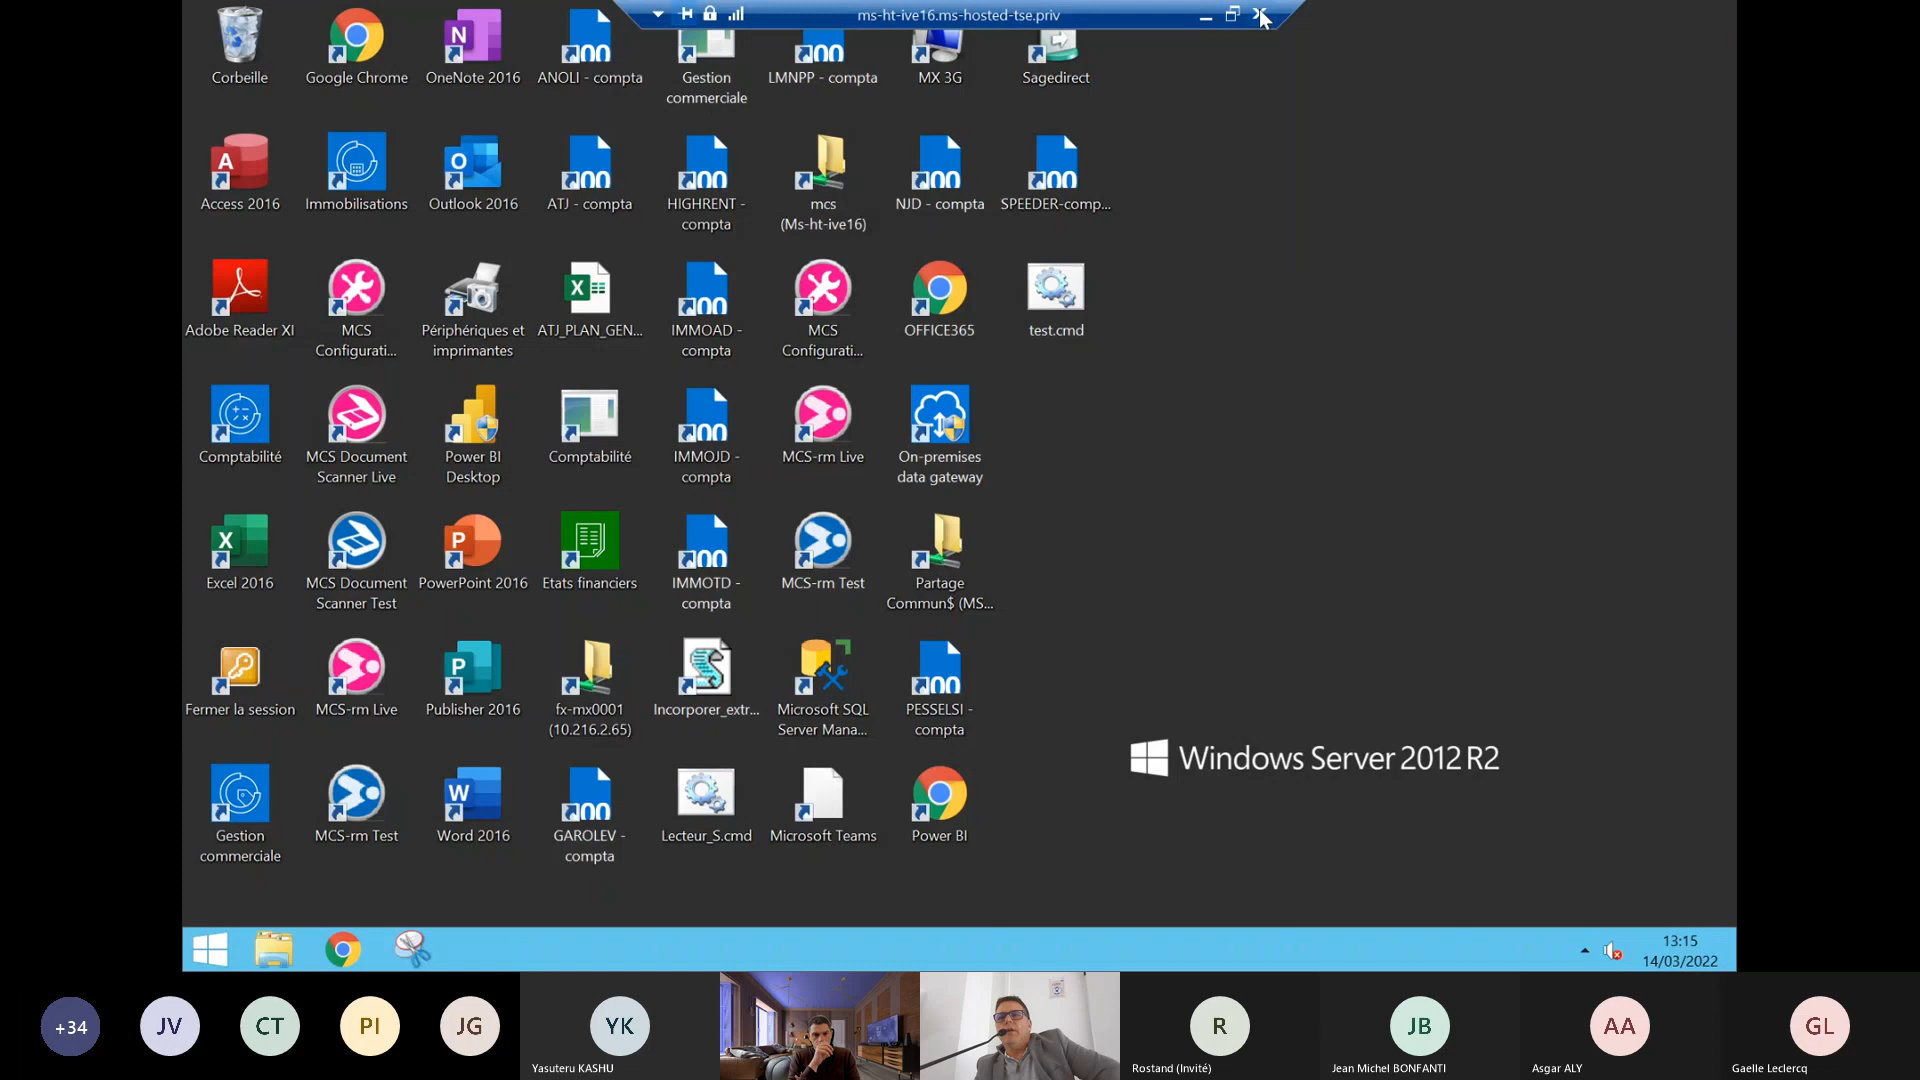 ms-ht-ive16.ms-hosted-tse.priv
Corbeille
Google Chrome
OneNote 2016
ANOLI - compta
Gestion
commerciale
LMNPP - compta
MX 3G
Sagedirect
Access 2016
Immobilisations
Outlook 2016
ATJ - compta
HIGHRENT -
compta
mcs
(Ms-ht-ive16)
NJD - compta
SPEEDER-comp...
Adobe Reader XI
MCS
Configurati...
Périphériques et
imprimantes
ATJ_PLAN_GEN...
IMMOAD -
compta
MCS
Configurati...
OFFICE365
test.cmd
Comptabilité
MCS Document
Scanner Live
Power BI
Desktop
Comptabilité
IMMOJD -
compta
MCS-rm Live
On-premises
data gateway
Excel 2016
MCS Document
Scanner Test
PowerPoint 2016
Etats financiers
IMMOTD -
compta
MCS-rm Test
Partage
Commun$ (MS...
Fermer la session
MCS-rm Live
Publisher 2016
fx-mx0001
(10.216.2.65)
Incorporer_extr...
Microsoft SQL
Server Mana...
PESSELSI -
compta
Windows Server 2012 R2
Gestion
commerciale
MCS-rm Test
Word 2016
GAROLEV -
compta
Lecteur_S.cmd
Microsoft Teams
Power BI
13:15
14/03/2022
+34
JV
CT
PI
JG
YK
Yasuteru KASHU
R
Rostand (Invité)
JB
Jean Michel BONFANTI
AA
Asgar ALY
GL
Gaelle Leclercq